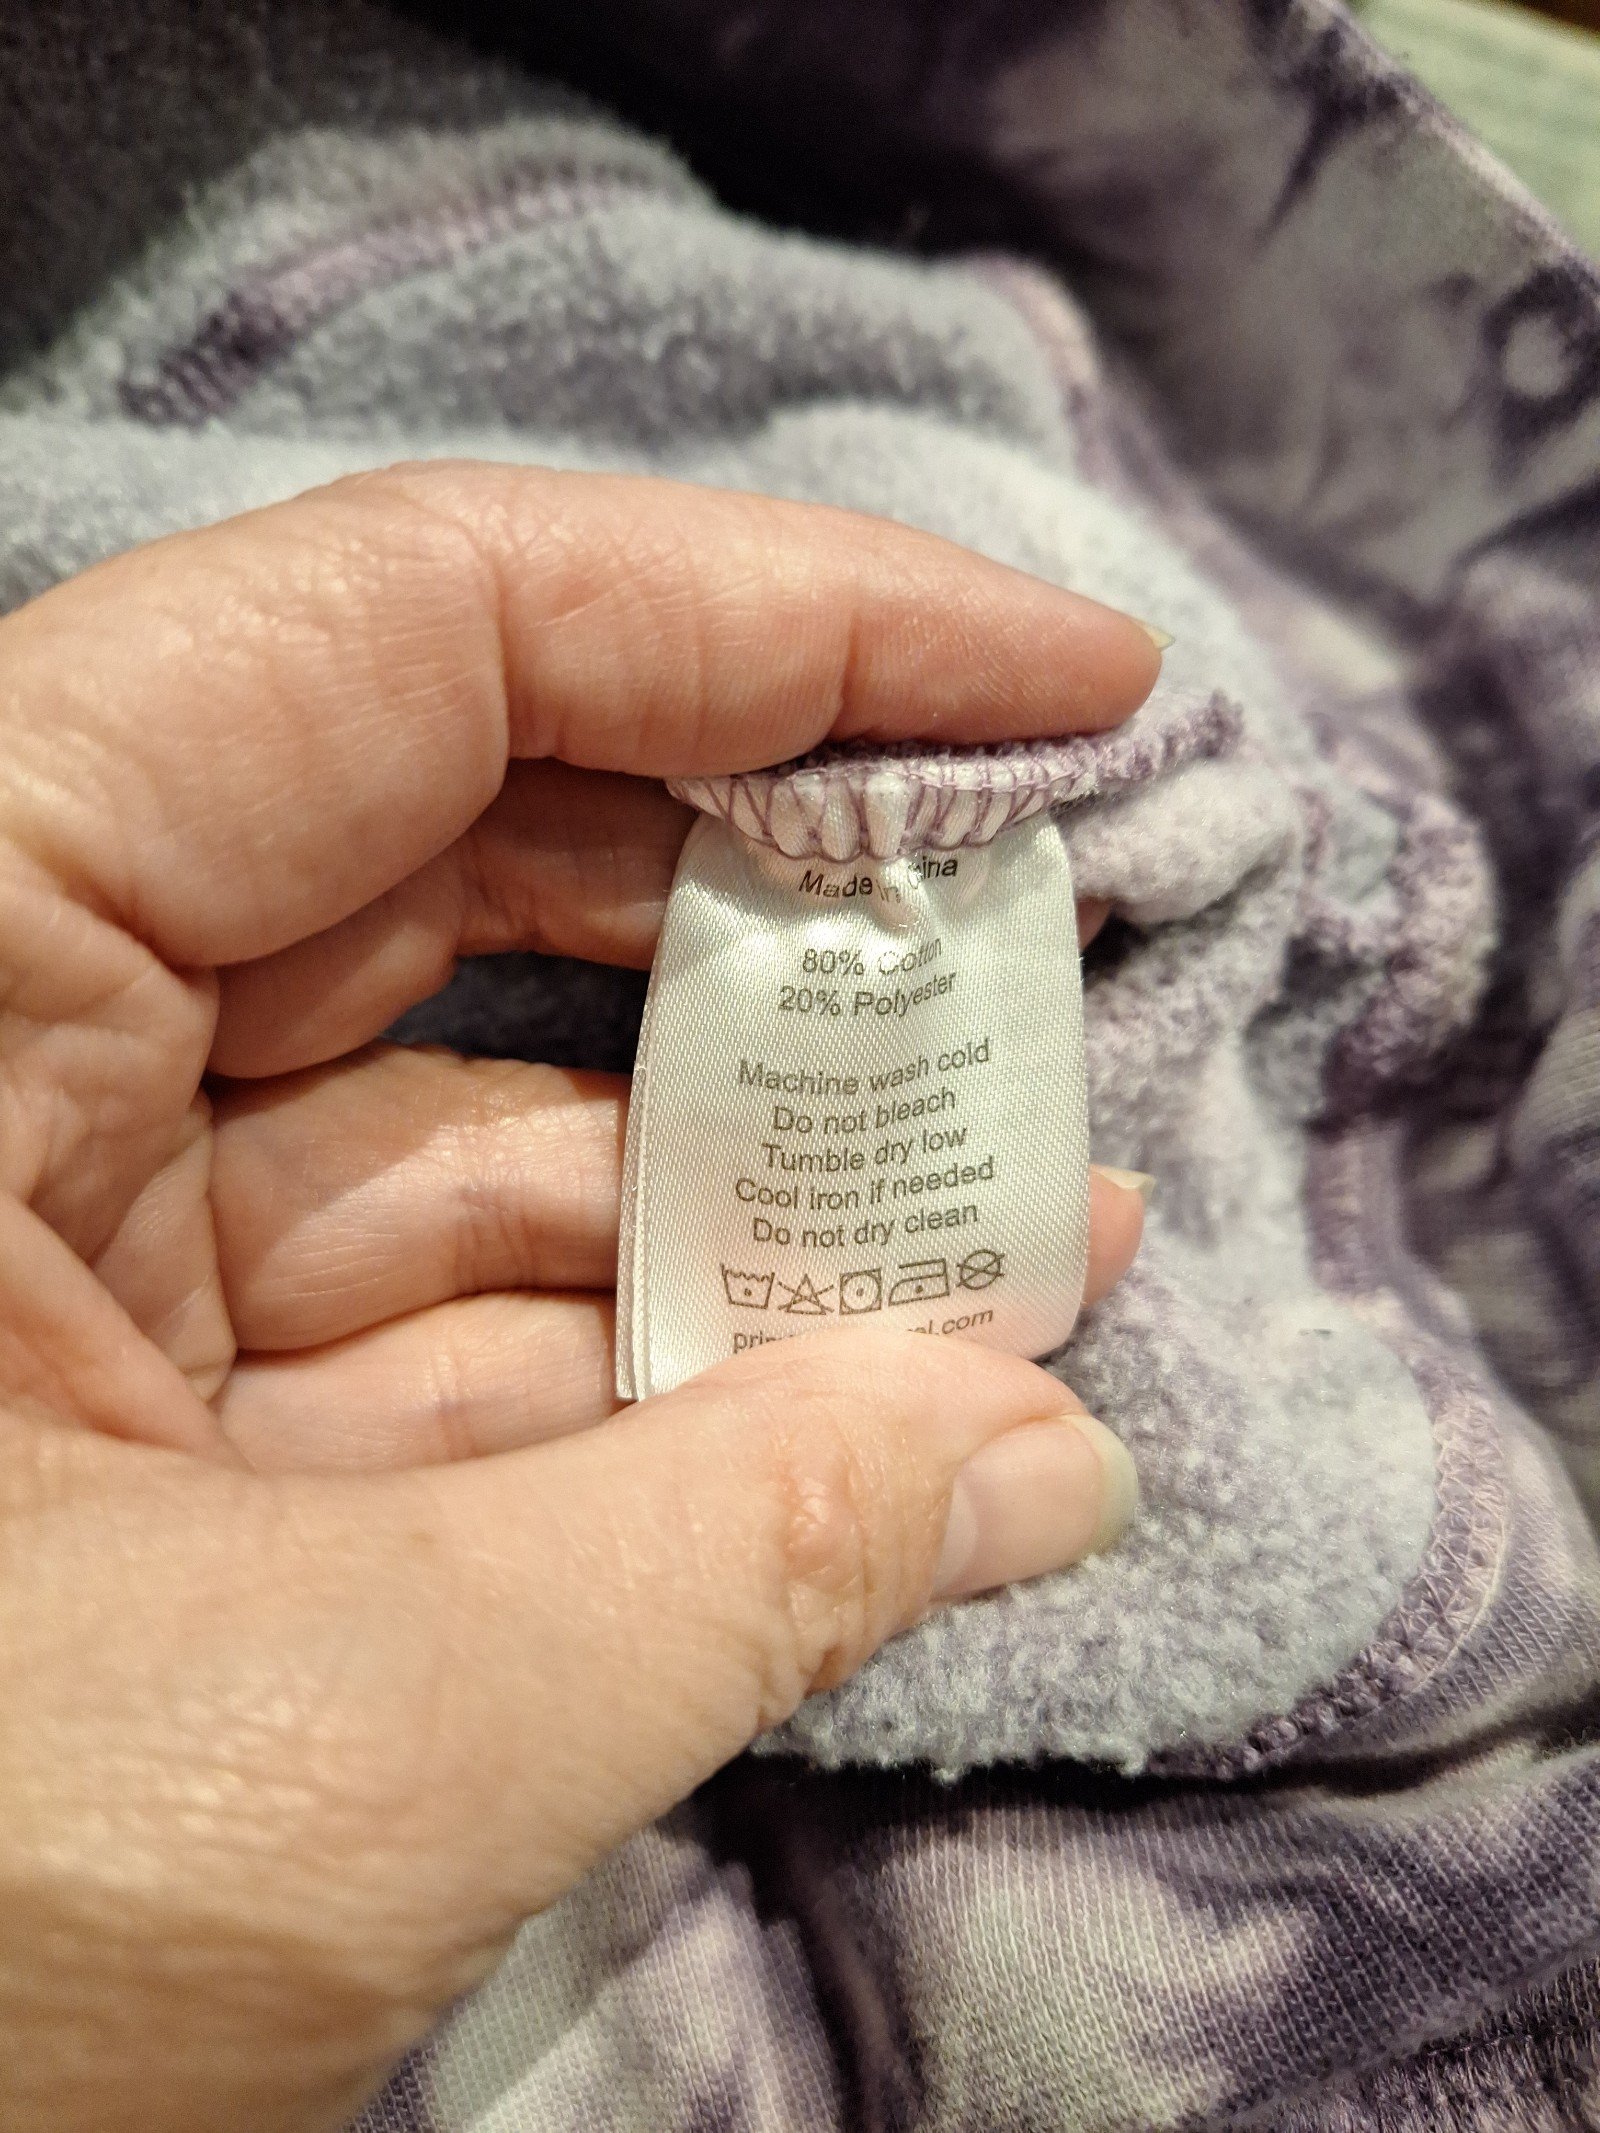 Made in China
80% Cotton
20% Polyester
Machine wash cold
Do not bleach
Tumble dry low
Cool iron if needed
Do not dry clean